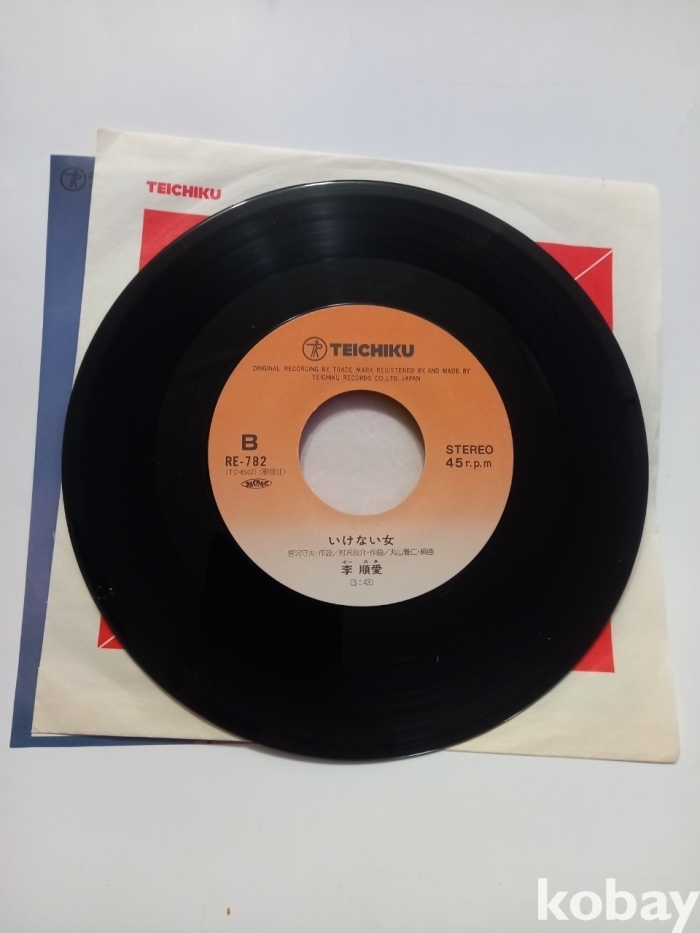 TEICHIKU
TEICHIKU
ORIGINAL RECORDING BY, TRADE MARK REGISTERED BY, AND MADE BY
TEICHIKU RECORDS CO., LTD. JAPAN
B
STEREO
RE-782
45 r.p.m
いけない女
李 順愛
(3:43)
kobay